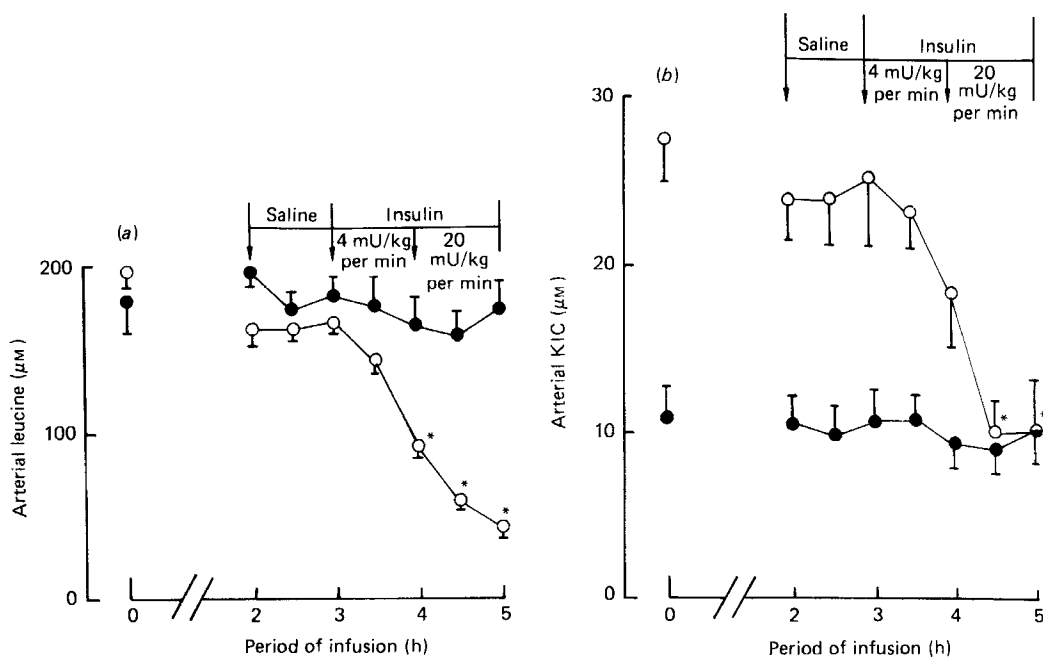 (a)
Saline
Insulin
4 mU/kg
per min
20
mU/kg
per min
200
100
0
Arterial leucine (μM)
*
*
*
0
2
3
4
5
Period of infusion (h)
(b)
Saline
Insulin
4 mU/kg
per min
20
mU/kg
per min
30
20
10
0
Arterial KIC (μM)
*
*
0
2
3
4
5
Period of infusion (h)